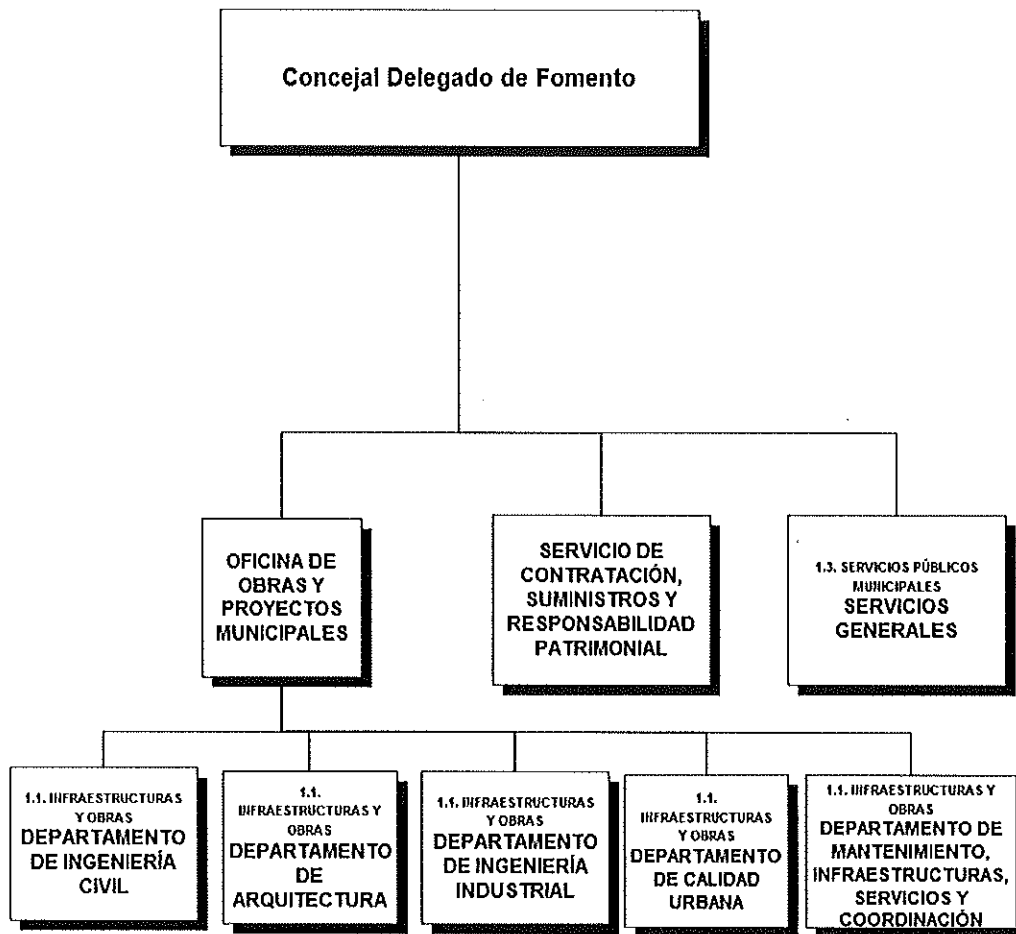 Concejal Delegado de Fomento
OFICINA DE
OBRAS Y
PROYECTOS
MUNICIPALES
SERVICIO DE
CONTRATACIÓN,
SUMINISTROS Y
RESPONSABILIDAD
PATRIMONIAL
1.3. SERVICIOS PÚBLICOS
MUNICIPALES
SERVICIOS
GENERALES
1.1. INFRAESTRUCTURAS
Y OBRAS
DEPARTAMENTO
DE INGENIERÍA
CIVIL
1.1.
INFRAESTRUCTURAS Y
OBRAS
DEPARTAMENTO
DE
ARQUITECTURA
1.1. INFRAESTRUCTURAS
Y OBRAS
DEPARTAMENTO
DE INGENIERÍA
INDUSTRIAL
1.1.
INFRAESTRUCTURAS
Y OBRAS
DEPARTAMENTO
DE CALIDAD
URBANA
1.1. INFRAESTRUCTURAS Y
OBRAS
DEPARTAMENTO DE
MANTENIMIENTO,
INFRAESTRUCTURAS,
SERVICIOS Y
COORDINACIÓN